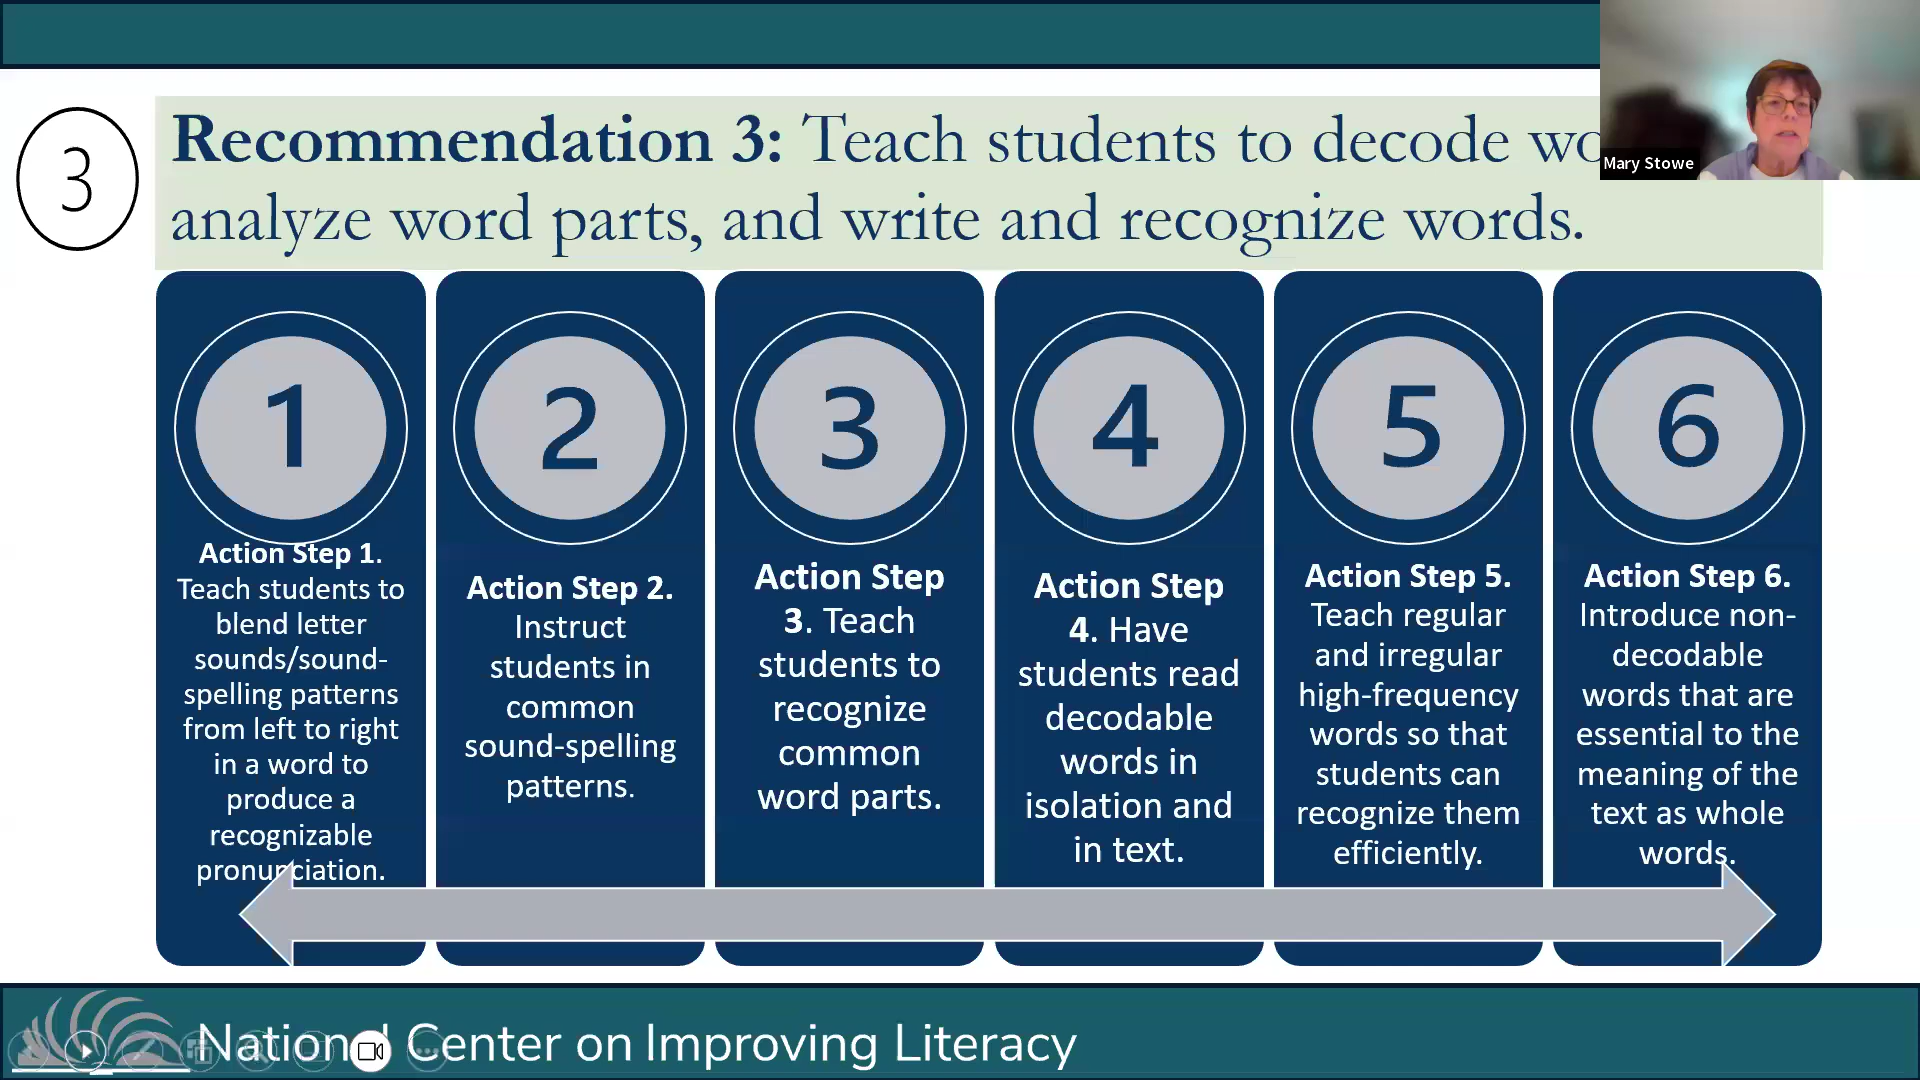 3
Recommendation 3: Teach students to decode
analyze word parts, and write and recognize words.
Mary Stowe
1
Action Step 1.
Teach students to
blend letter
sounds/sound-
spelling patterns
from left to right
in a word to
produce a
recognizable
pronunciation.
2
Action Step 2.
Instruct
students in
common
sound-spelling
patterns.
3
Action Step
3. Teach
students to
recognize
common
word parts.
4
Action Step
4. Have
students read
decodable
words in
isolation and
in text.
5
Action Step 5.
Teach regular
and irregular
high-frequency
words so that
students can
recognize them
efficiently.
6
Action Step 6.
Introduce non-
decodable
words that are
essential to the
meaning of the
text as whole
words.
National Center on Improving Literacy